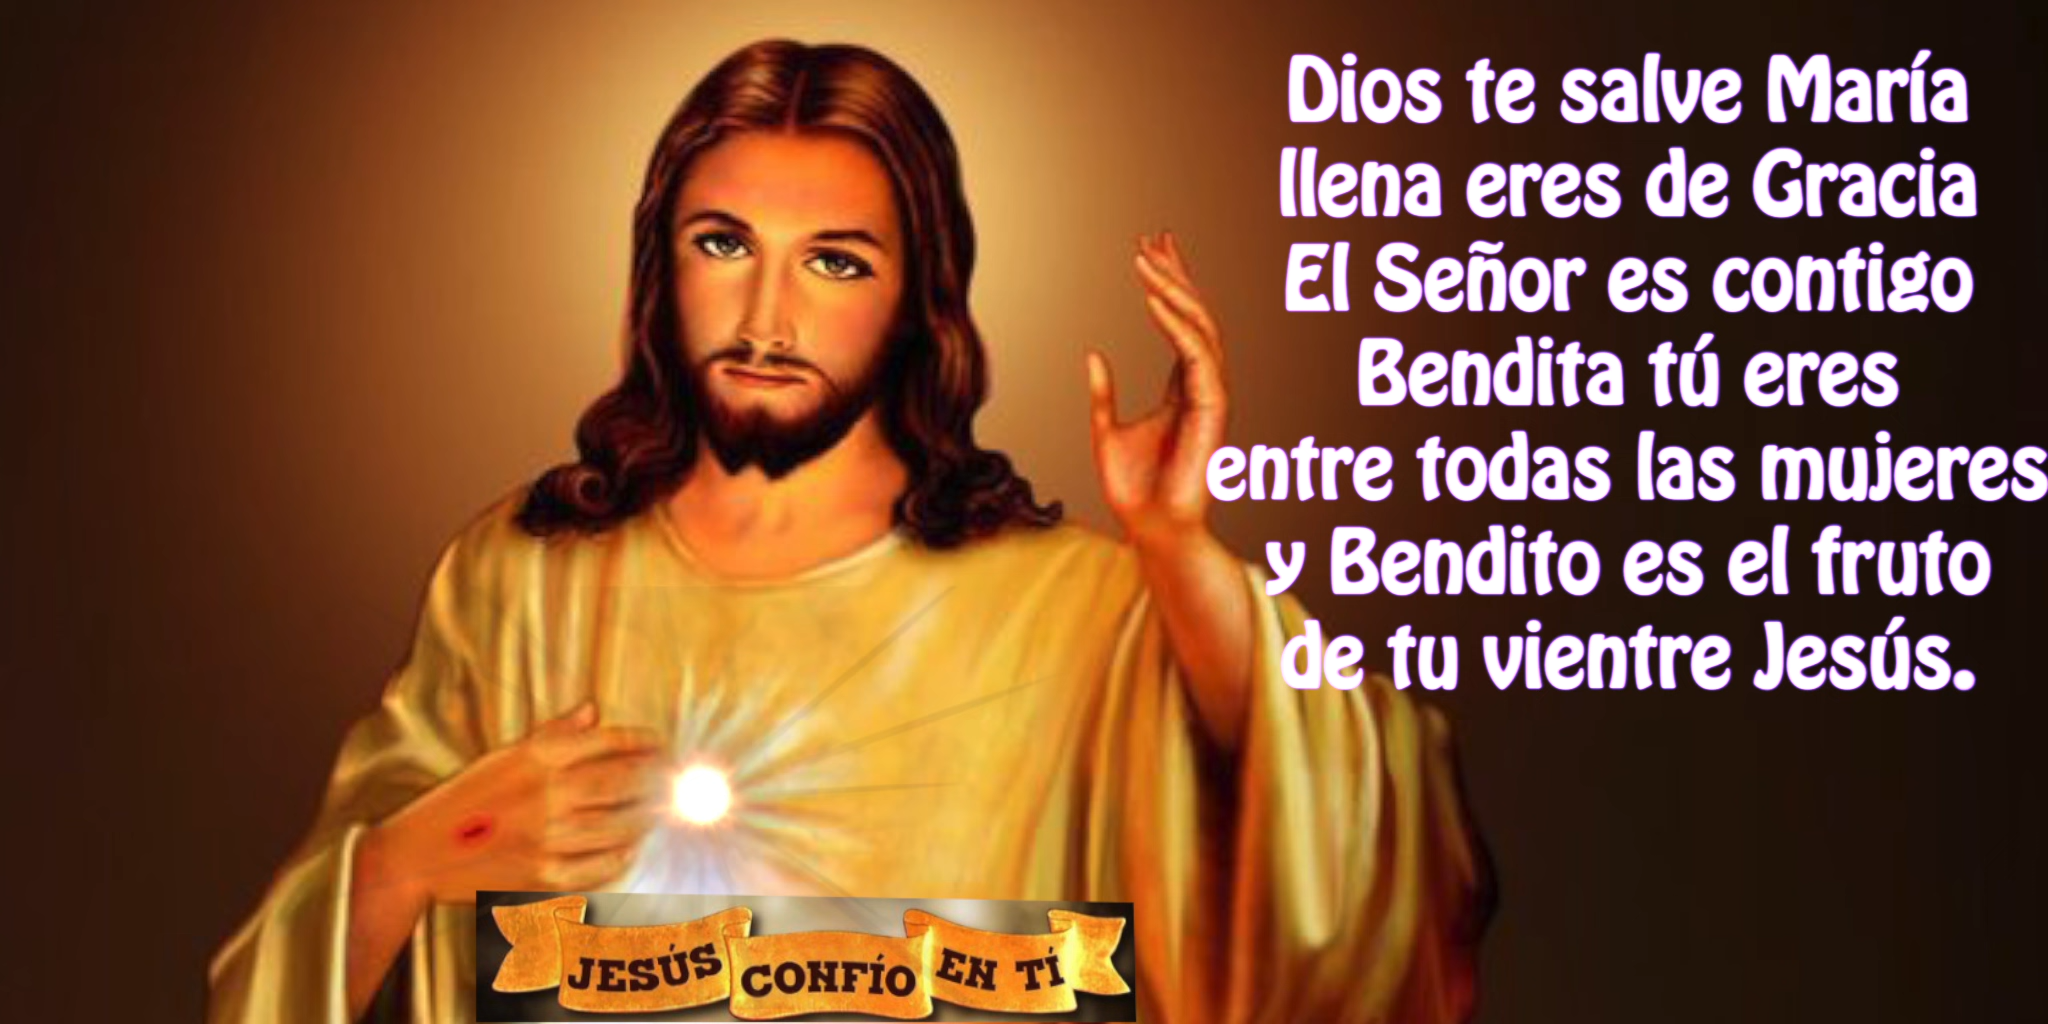 Dios te salve María
llena eres de Gracia
El Señor es contigo
Bendita tú eres
entre todas las mujeres
y Bendito es el fruto
de tu vientre Jesús.
JESÚS CONFÍO EN TÍ